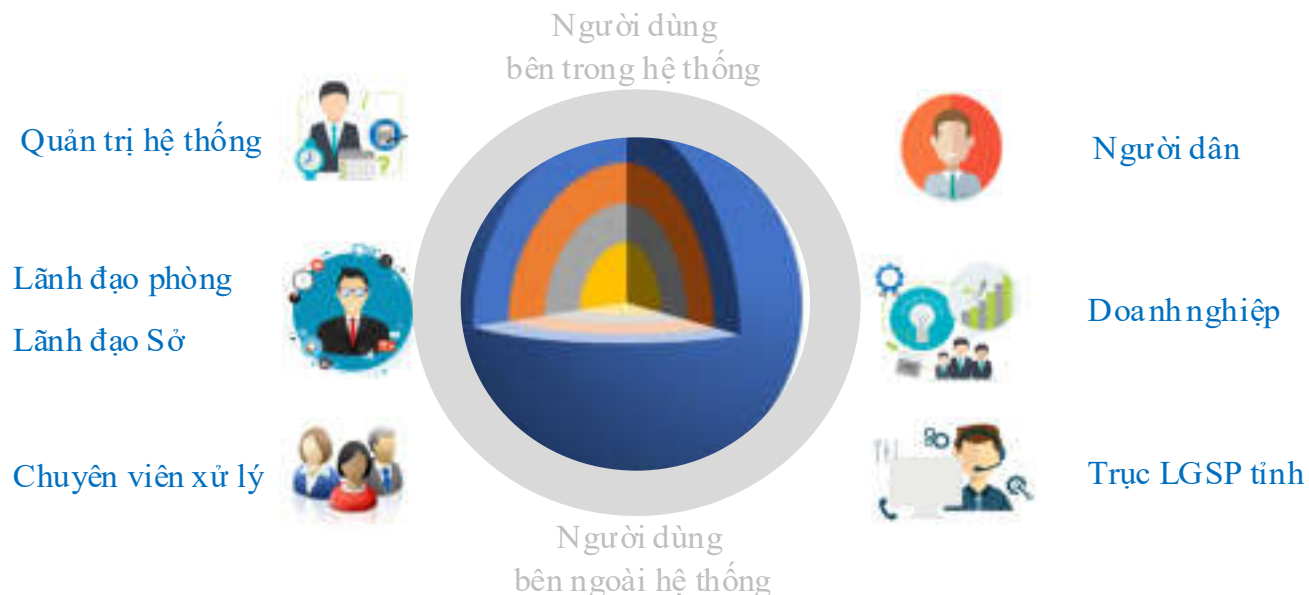 Người dùng
bên trong hệ thống
Quản trị hệ thống
Người dân
Lãnh đạo phòng
Lãnh đạo Sở
Doanh nghiệp
Chuyên viên xử lý
Trục LGSP tỉnh
Người dùng
bên ngoài hệ thống